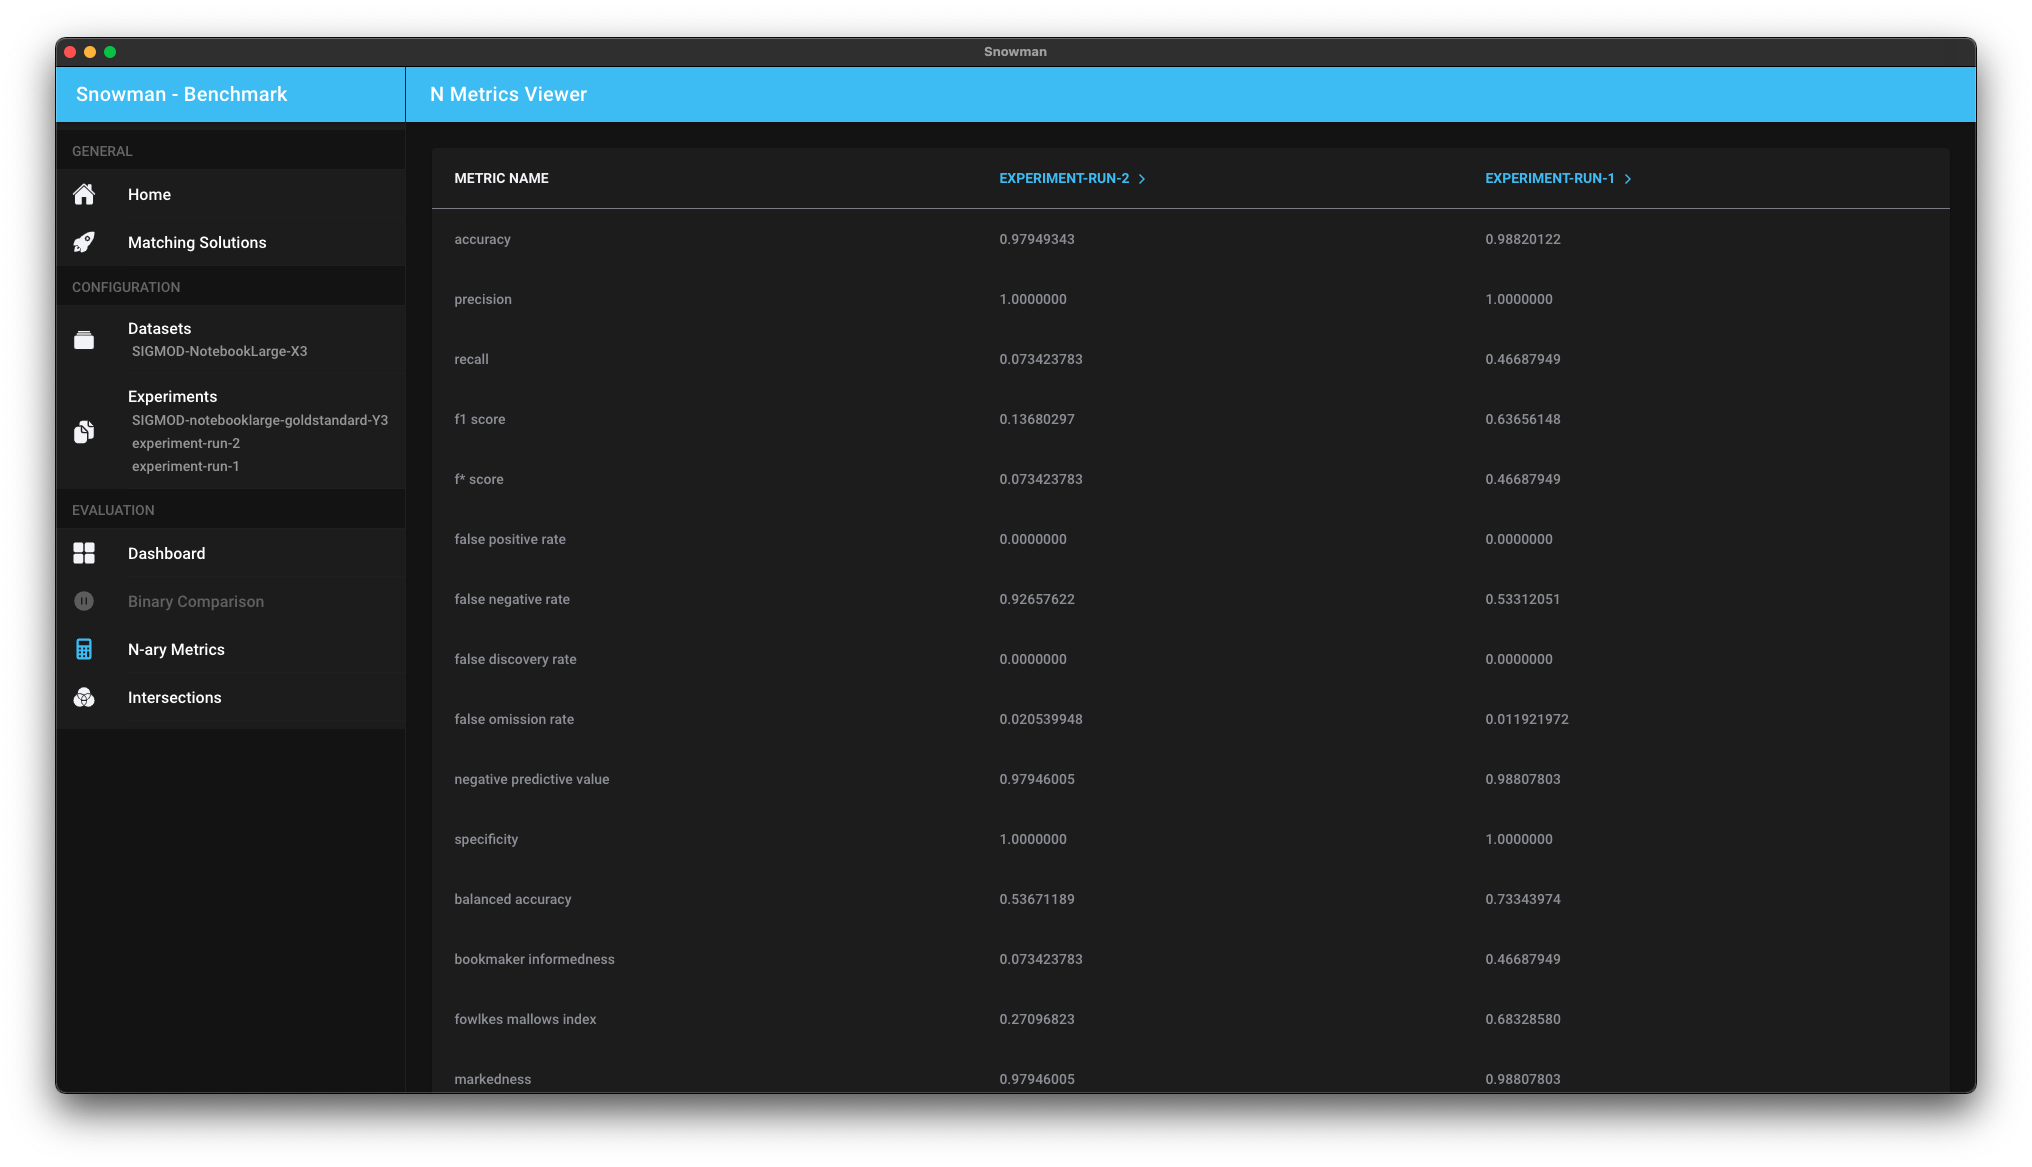 Snowman
Snowman - Benchmark
N Metrics Viewer
GENERAL
Home
Matching Solutions
CONFIGURATION
Datasets
SIGMOD-NotebookLarge-X3
Experiments
SIGMOD-notebooklarge-goldstandard-Y3
experiment-run-2
experiment-run-1
EVALUATION
Dashboard
Binary Comparison
N-ary Metrics
Intersections
METRIC NAME EXPERIMENT-RUN-2 EXPERIMENT-RUN-1
accuracy 0.97949343 0.98820122
precision 1.0000000 1.0000000
recall 0.073423783 0.46687949
f1 score 0.13680297 0.63656148
f* score 0.073423783 0.46687949
false positive rate 0.0000000 0.0000000
false negative rate 0.92657622 0.53312051
false discovery rate 0.0000000 0.0000000
false omission rate 0.020539948 0.011921972
negative predictive value 0.97946005 0.98807803
specificity 1.0000000 1.0000000
balanced accuracy 0.53671189 0.73343974
bookmaker informedness 0.073423783 0.46687949
fowlkes mallows index 0.27096823 0.68328580
markedness 0.97946005 0.98807803